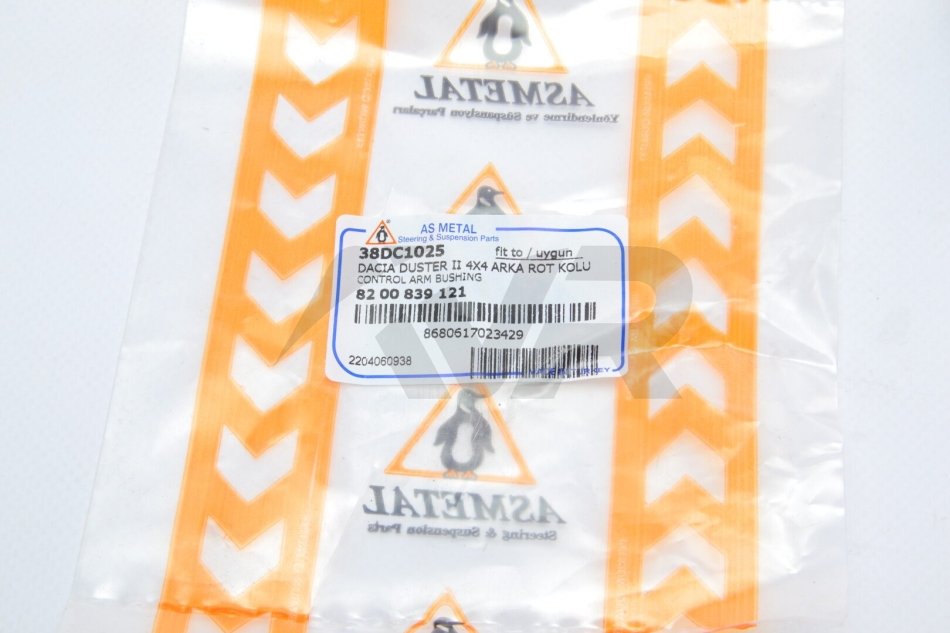 ASMETAL
Yönlendirme ve Süspansiyon Parçaları
AS METAL
Steering & Suspension Parts
38DC1025 fit to / uygun
DACIA DUSTER II 4X4 ARKA ROT KOLU
CONTROL ARM BUSHING
82 00 839 121
8680617023429
2204060938
TURKEY
ASMETAL
Steering & Suspension Parts